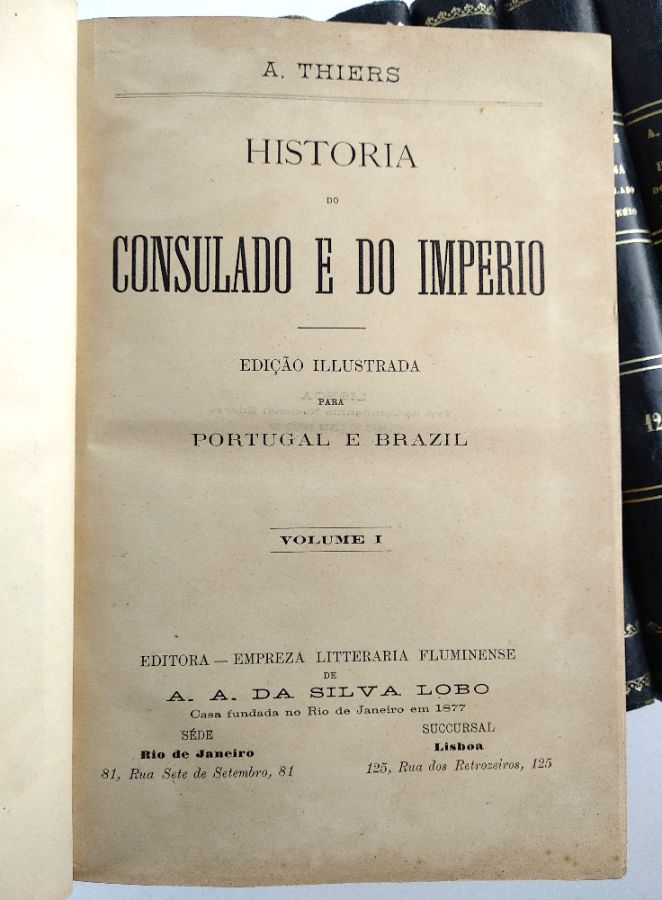 A. THIERS
HISTORIA
DO
CONSULADO E DO IMPERIO
EDIÇÃO ILLUSTRADA
PARA
PORTUGAL E BRAZIL
VOLUME I
EDITORA — EMPREZA LITTERARIA FLUMINENSE
DE
A. A. DA SILVA LOBO
Casa fundada no Rio de Janeiro em 1877
SÉDE
Rio de Janeiro
81, Rua Sete de Setembro, 81
SUCCURSAL
Lisboa
125, Rua dos Retrozeiros, 125
12